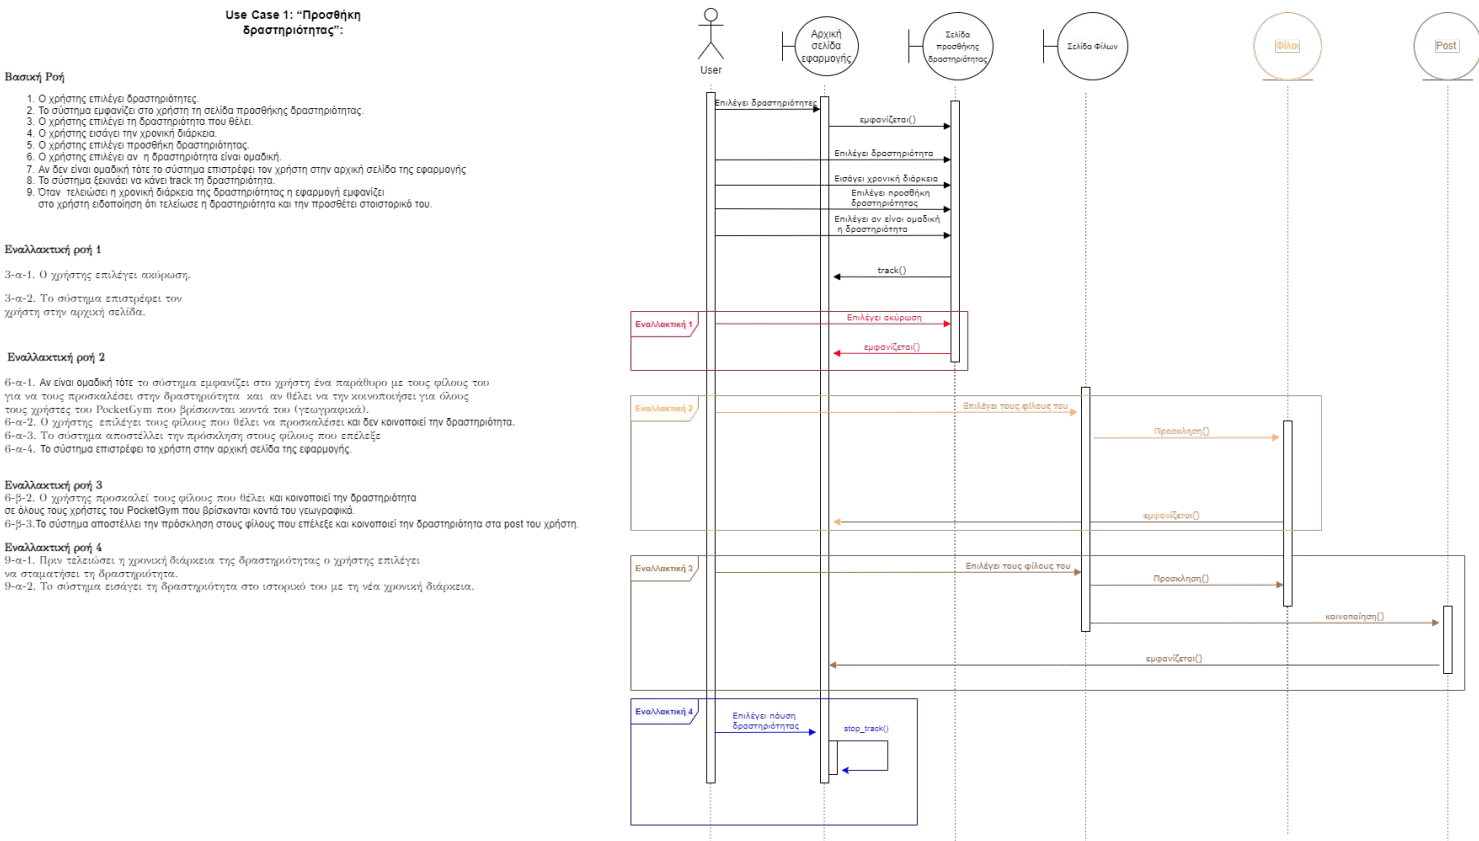 Use Case 1: “Προσθήκη
δραστηριότητας”:
Βασική Ροή
1. Ο χρήστης επιλέγει δραστηριότητες.
2. Το σύστημα εμφανίζει στο χρήστη τη σελίδα προσθήκης δραστηριότητας.
3. Ο χρήστης επιλέγει τη δραστηριότητα που θέλει.
4. Ο χρήστης εισάγει την χρονική διάρκεια.
5. Ο χρήστης επιλέγει προσθήκη δραστηριότητας.
6. Ο χρήστης επιλέγει αν η δραστηριότητα είναι ομαδική.
7. Αν δεν είναι ομαδική τότε το σύστημα επιστρέφει τον χρήστη στην αρχική σελίδα της εφαρμογής
8. Το σύστημα ξεκινάει να κάνει track τη δραστηριότητα.
9. Όταν τελειώσει η χρονική διάρκεια της δραστηριότητας η εφαρμογή εμφανίζει
στο χρήστη ειδοποίηση ότι τελείωσε η δραστηριότητα και την προσθέτει στοιστορικό του.
Εναλλακτική ροή 1
3-α-1. Ο χρήστης επιλέγει ακύρωση.
3-α-2. Το σύστημα επιστρέφει τον
χρήστη στην αρχική σελίδα.
Εναλλακτική ροή 2
6-α-1. Αν είναι ομαδική τότε το σύστημα εμφανίζει στο χρήστη ένα παράθυρο με τους φίλους του
για να τους προσκαλέσει στην δραστηριότητα και αν θέλει να την κοινοποιήσει για όλους
τους χρήστες του PocketGym που βρίσκονται κοντά του (γεωγραφικά).
6-α-2. Ο χρήστης επιλέγει τους φίλους που θέλει να προσκαλέσει και δεν κοινοποιεί την δραστηριότητα.
6-α-3. Το σύστημα αποστέλλει την πρόσκληση στους φίλους που επέλεξε
6-α-4. Το σύστημα επιστρέφει το χρήστη στην αρχική σελίδα της εφαρμογής.
Εναλλακτική ροή 3
6-β-2. Ο χρήστης προσκαλεί τους φίλους που θέλει και κοινοποιεί την δραστηριότητα
σε όλους τους χρήστες του PocketGym που βρίσκονται κοντά του γεωγραφικά.
6-β-3.Το σύστημα αποστέλλει την πρόσκληση στους φίλους που επέλεξε και κοινοποιεί την δραστηριότητα στα post του χρήστη.
Εναλλακτική ροή 4
9-α-1. Πριν τελειώσει η χρονική διάρκεια της δραστηριότητας ο χρήστης επιλέγει
να σταματήσει τη δραστηριότητα.
9-α-2. Το σύστημα εισάγει τη δραστηριότητα στο ιστορικό του με τη νέα χρονική διάρκεια.
User
Αρχική
σελίδα
εφαρμογής
Σελίδα
προσθήκης
δραστηριότητας
Σελίδα Φίλων
Φίλοι
Post
Επιλέγει δραστηριότητες
εμφανίζεται()
Επιλέγει δραστηριότητα
Εισάγει χρονική διάρκεια
Επιλέγει προσθήκη
δραστηριότητας
Επιλέγει αν είναι ομαδική
η δραστηριότητα
track()
Εναλλακτική 1
Επιλέγει ακύρωση
εμφανίζεται()
Εναλλακτική 2
Επιλέγει τους φίλους του
Προσκληση()
εμφανίζεται()
Εναλλακτική 3
Επιλέγει τους φίλους του
Προσκληση()
κοινοποίηση()
εμφανίζεται()
Εναλλακτική 4
Επιλέγει πάυση
δραστηριότητας
stop_track()